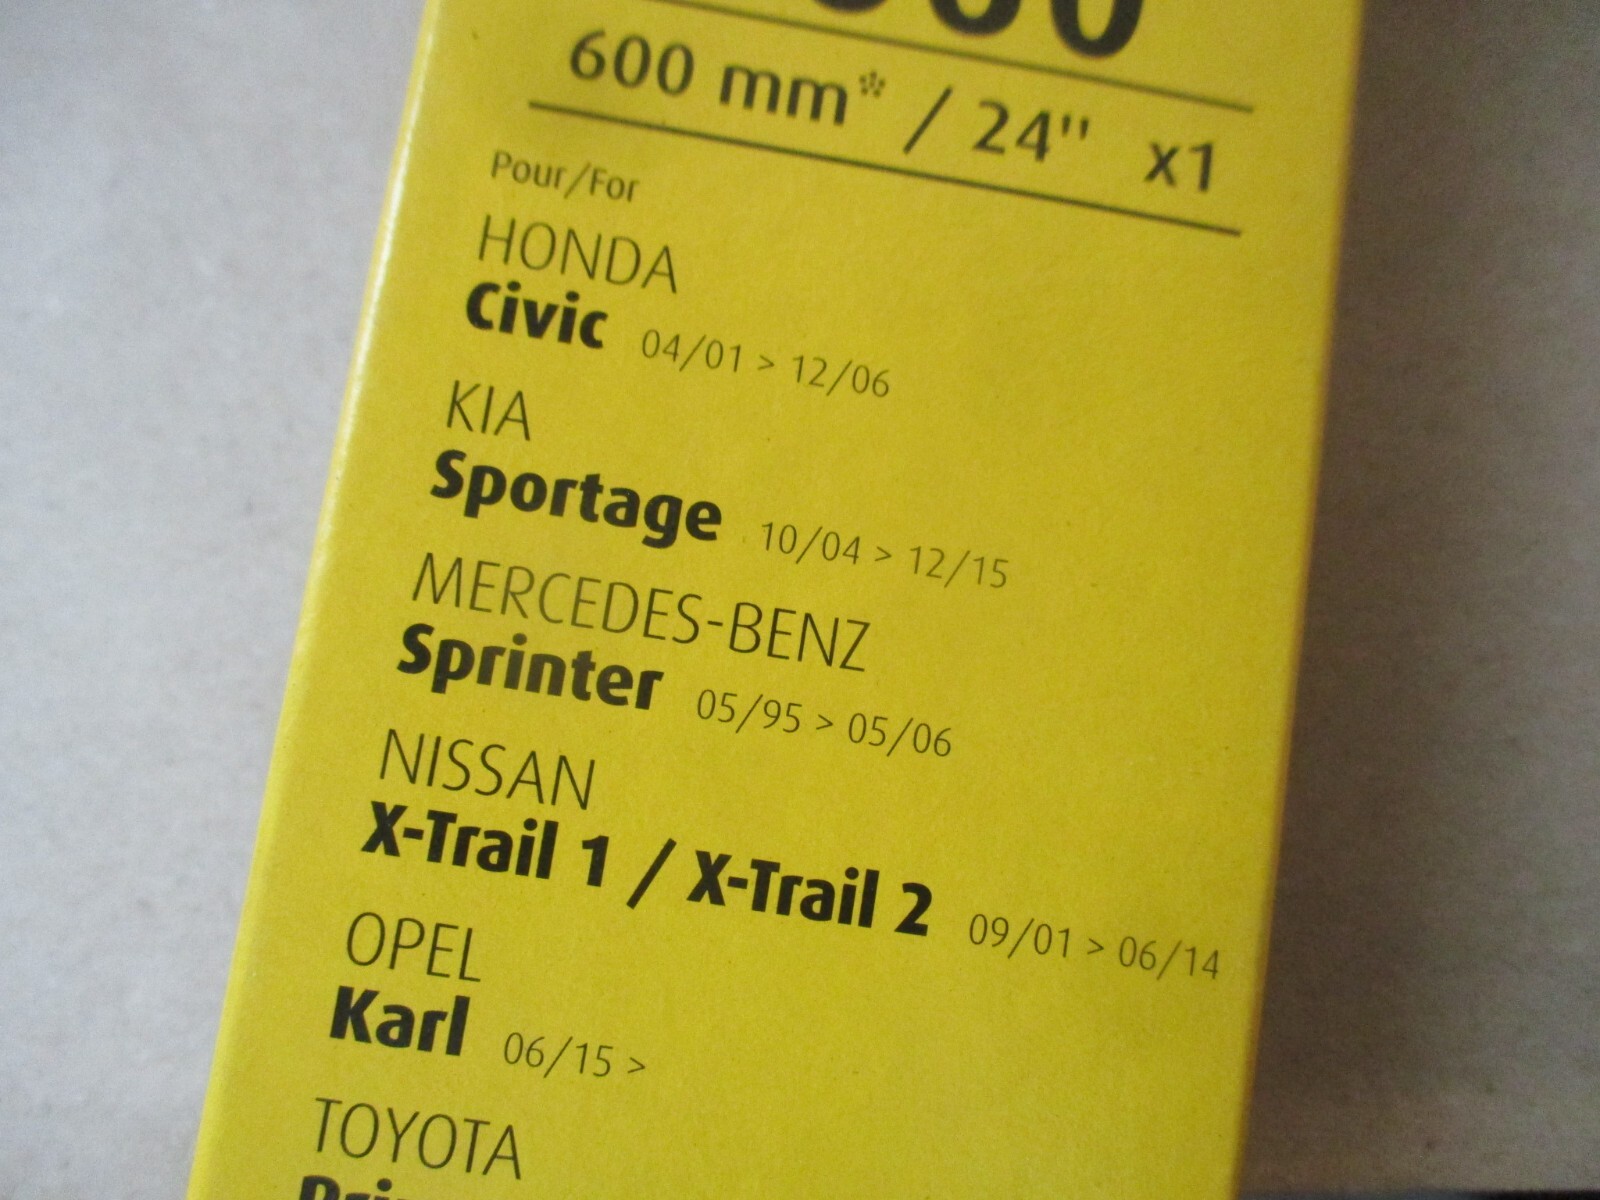 600 mm* / 24" x1
Pour/For
HONDA
Civic 04/01 > 12/06
KIA
Sportage 10/04 > 12/15
MERCEDES-BENZ
Sprinter 05/95 > 05/06
NISSAN
X-Trail 1 / X-Trail 2 09/01 > 06/14
OPEL
Karl 06/15 >
TOYOTA